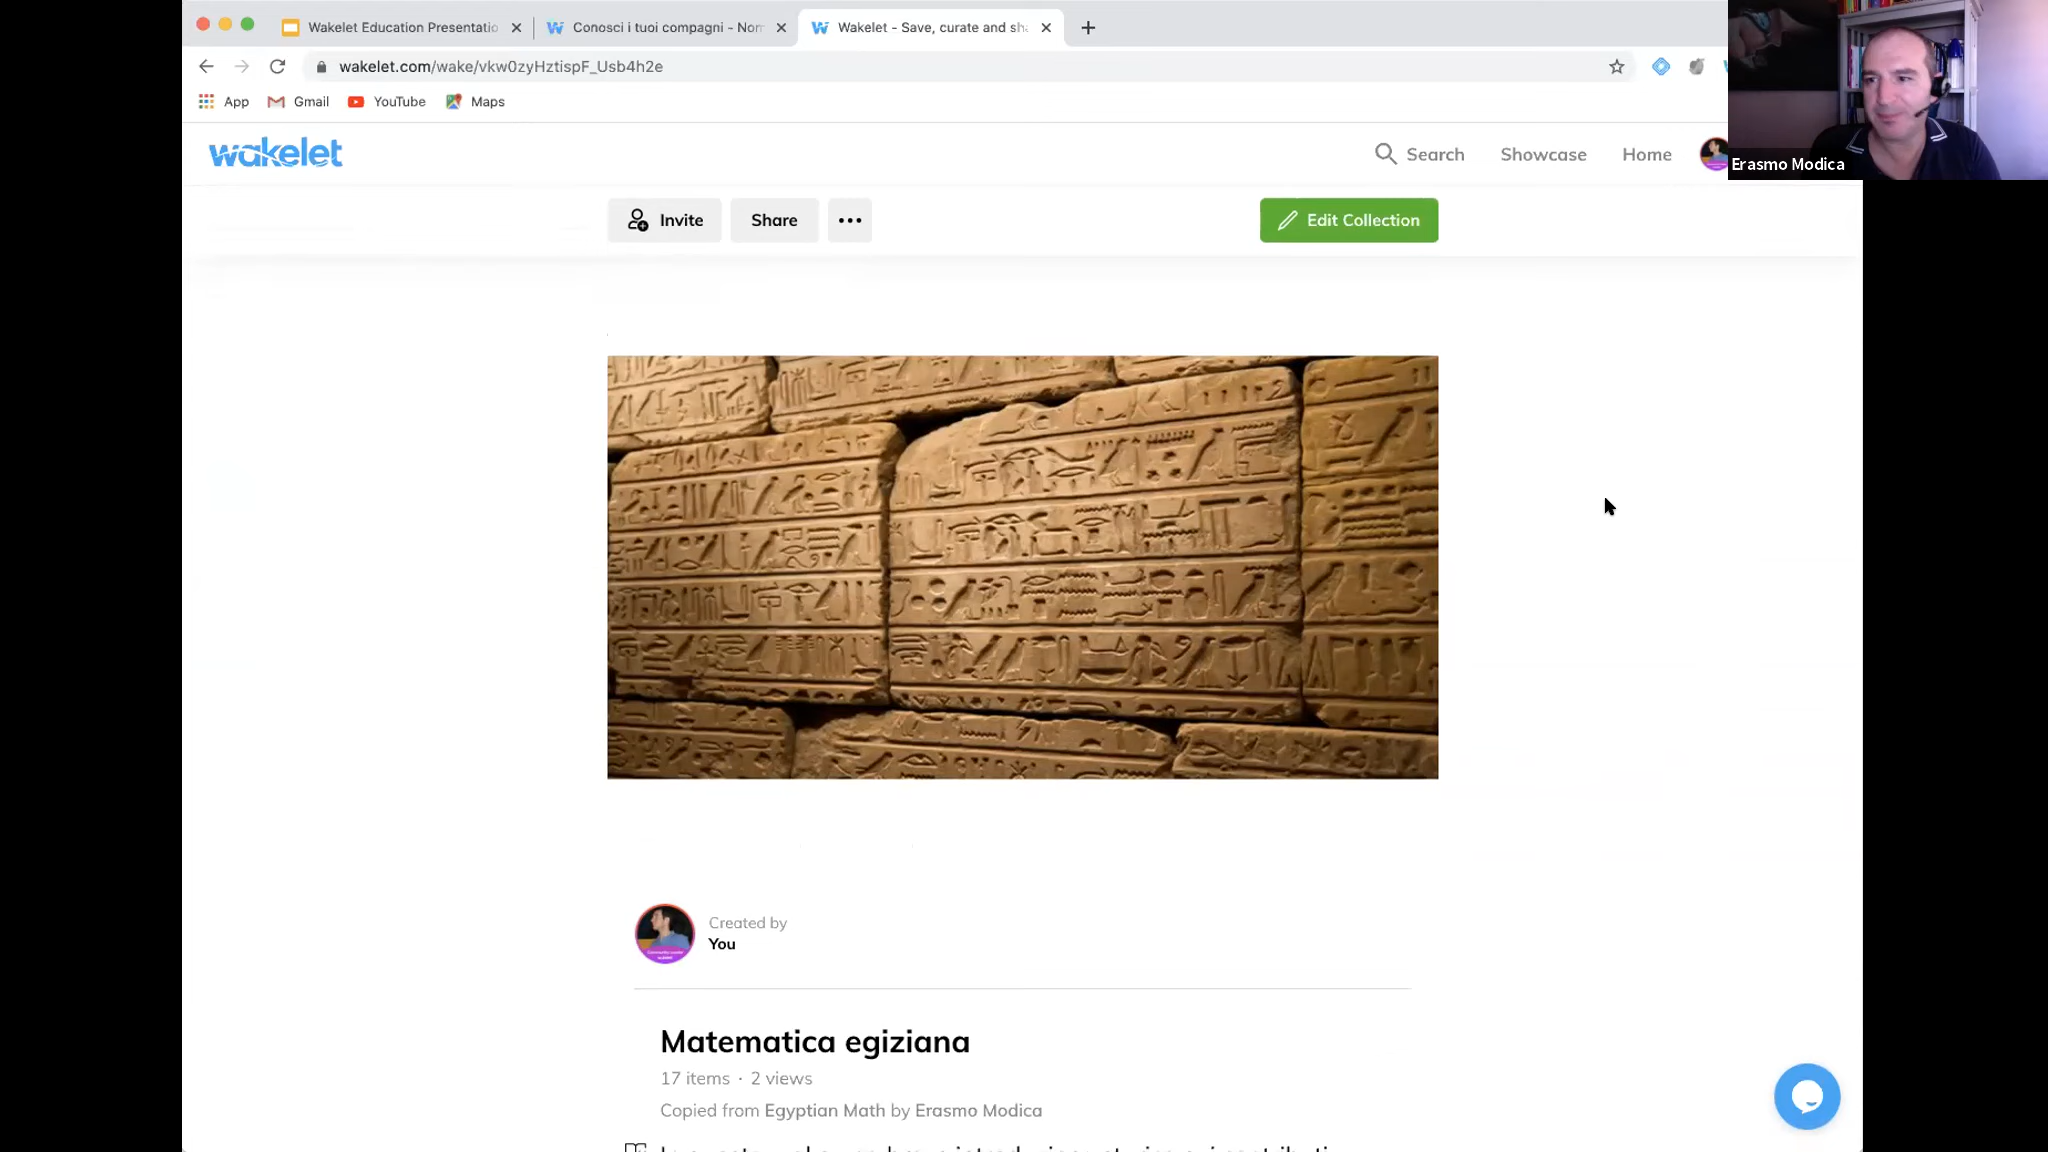 Wakelet Education Presentatio
Conosci i tuoi compagni - Nom
Wakelet - Save, curate and sha
wakelet.com/wake/vkw0zyHztispF_Usb4h2e
App Gmail YouTube Maps
wakelet
Search Showcase Home
Erasmo Modica
Invite Share
Edit Collection
Created by
You
Matematica egiziana
17 items · 2 views
Copied from Egyptian Math by Erasmo Modica